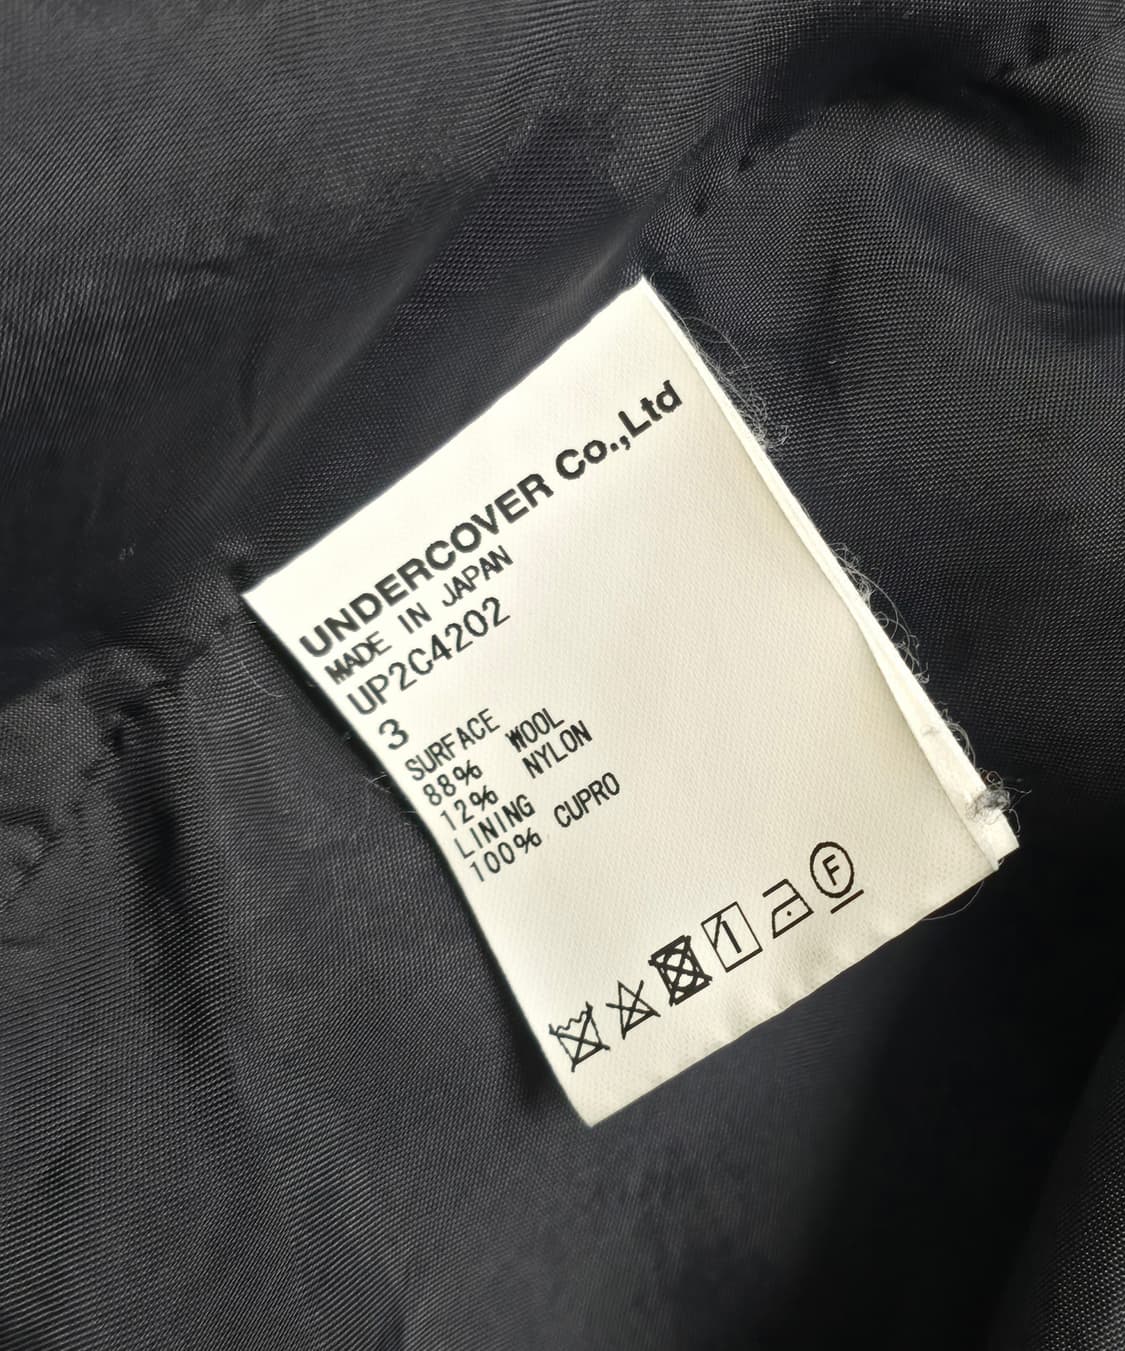 UNDERCOVER Co.,Ltd
MADE IN JAPAN
UP2C4202
3
SURFACE
88% WOOL
12% NYLON
LINING
100% CUPRO
F